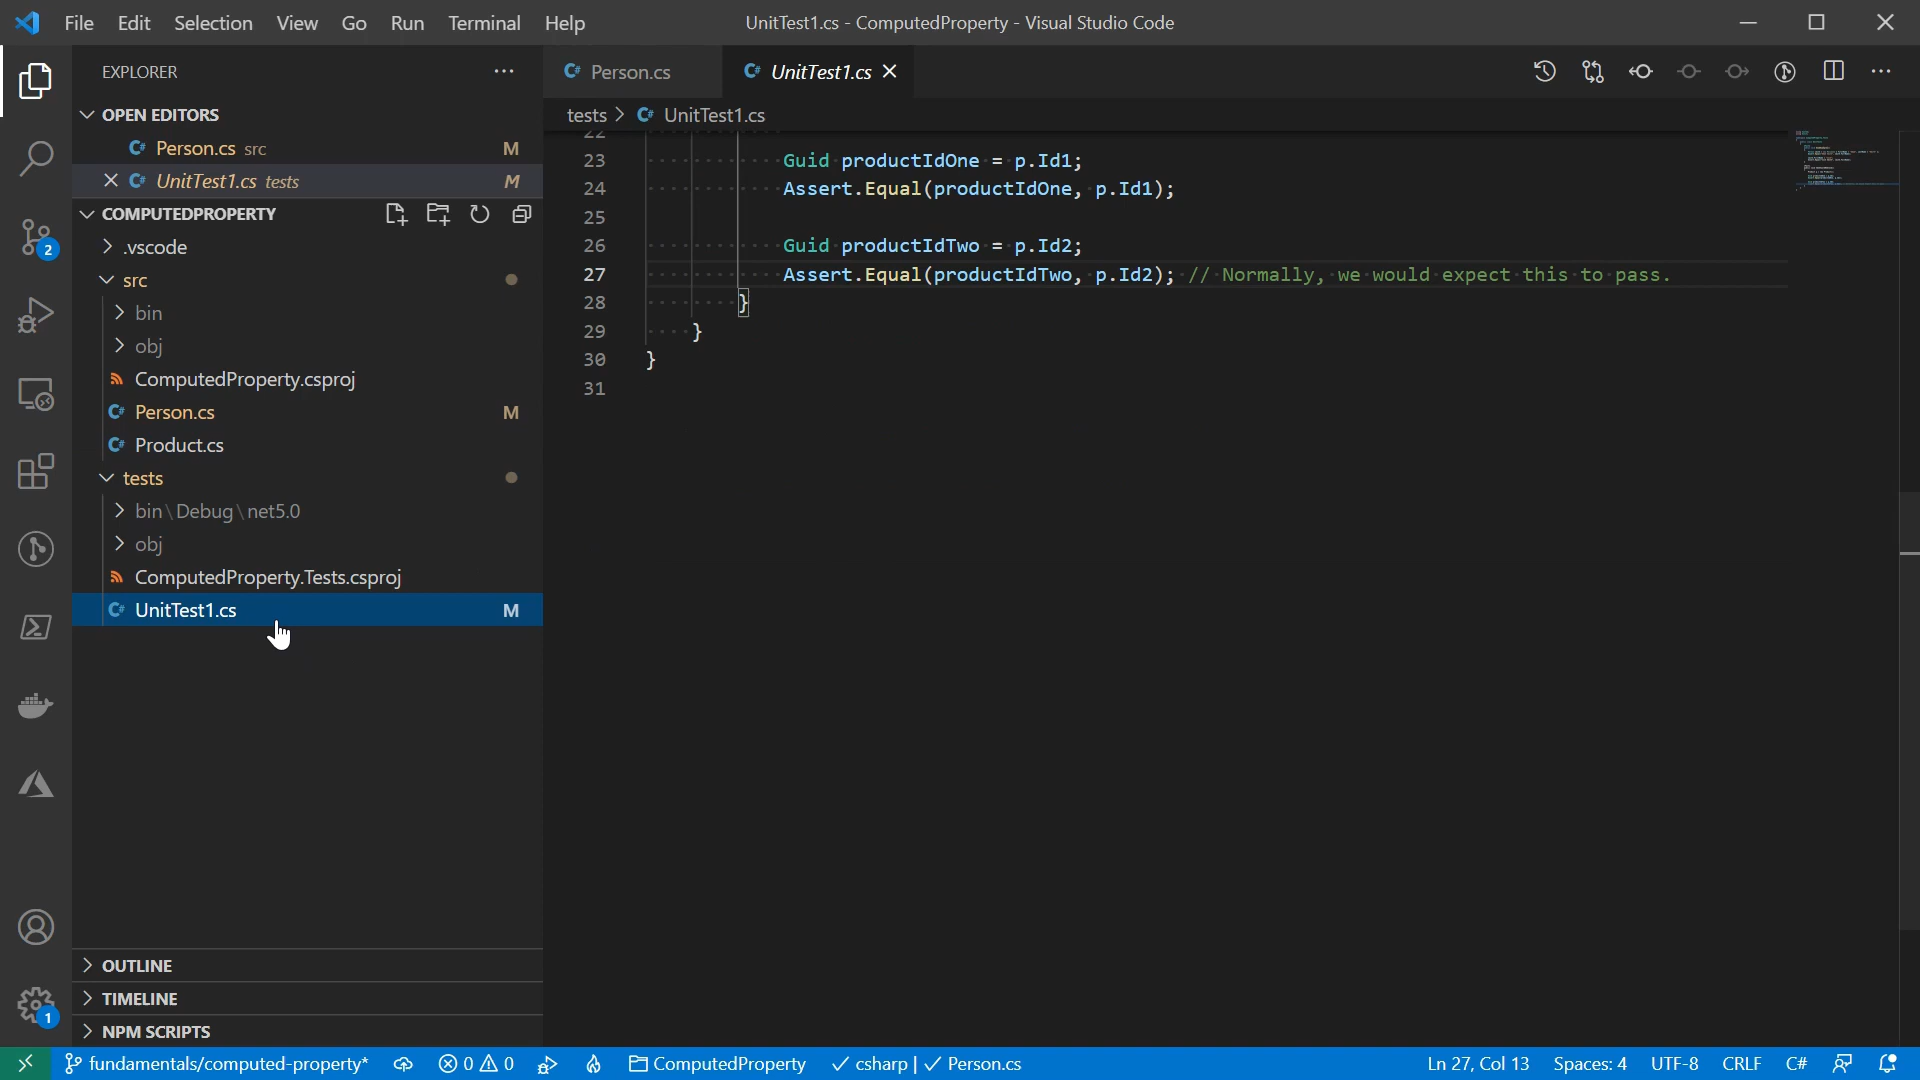 File Edit Selection View Go Run Terminal Help
UnitTest1.cs - ComputedProperty - Visual Studio Code
EXPLORER
OPEN EDITORS
Person.cs src M
UnitTest1.cs tests M
COMPUTEDPROPERTY
.vscode
src
bin
obj
ComputedProperty.csproj
Person.cs M
Product.cs
tests
bin\Debug\net5.0
obj
ComputedProperty.Tests.csproj
UnitTest1.cs M
OUTLINE
TIMELINE
NPM SCRIPTS
2
1
Person.cs
UnitTest1.cs
tests > UnitTest1.cs
22
23 Guid productIdOne = p.Id1;
24 Assert.Equal(productIdOne, p.Id1);
25
26 Guid productIdTwo = p.Id2;
27 Assert.Equal(productIdTwo, p.Id2); // Normally, we would expect this to pass.
28 }
29 }
30 }
31
fundamentals/computed-property* 0 0 ComputedProperty csharp | Person.cs Ln 27, Col 13 Spaces: 4 UTF-8 CRLF C#